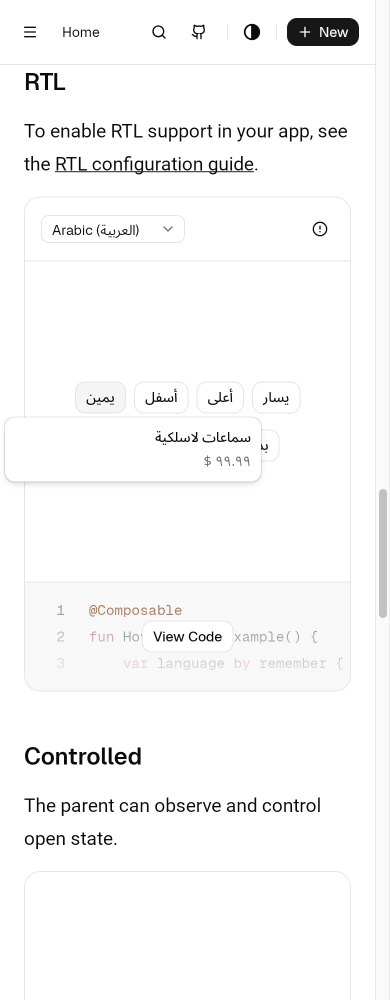 Home
New
RTL
To enable RTL support in your app, see
the RTL configuration guide.
Arabic (العربية)
يسار
أعلى
أسفل
يمين
سماعات لاسلكية
٩٩.٩٩ $
1 @Composable
2 fun
View Code
xample() {
3 var language by remember {
Controlled
The parent can observe and control
open state.